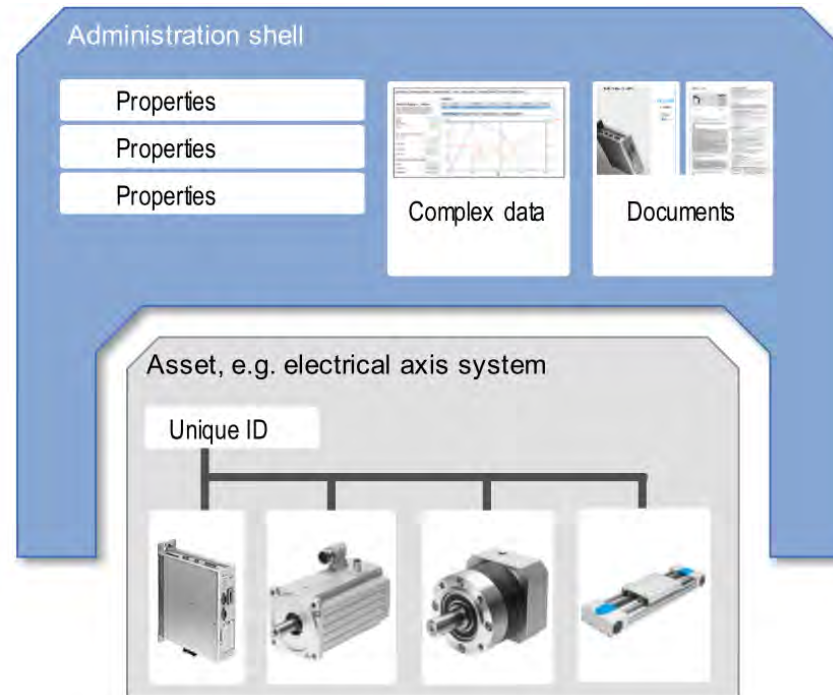 Administration shell
Properties
Properties
Properties
Complex data
Documents
Asset, e.g. electrical axis system
Unique ID